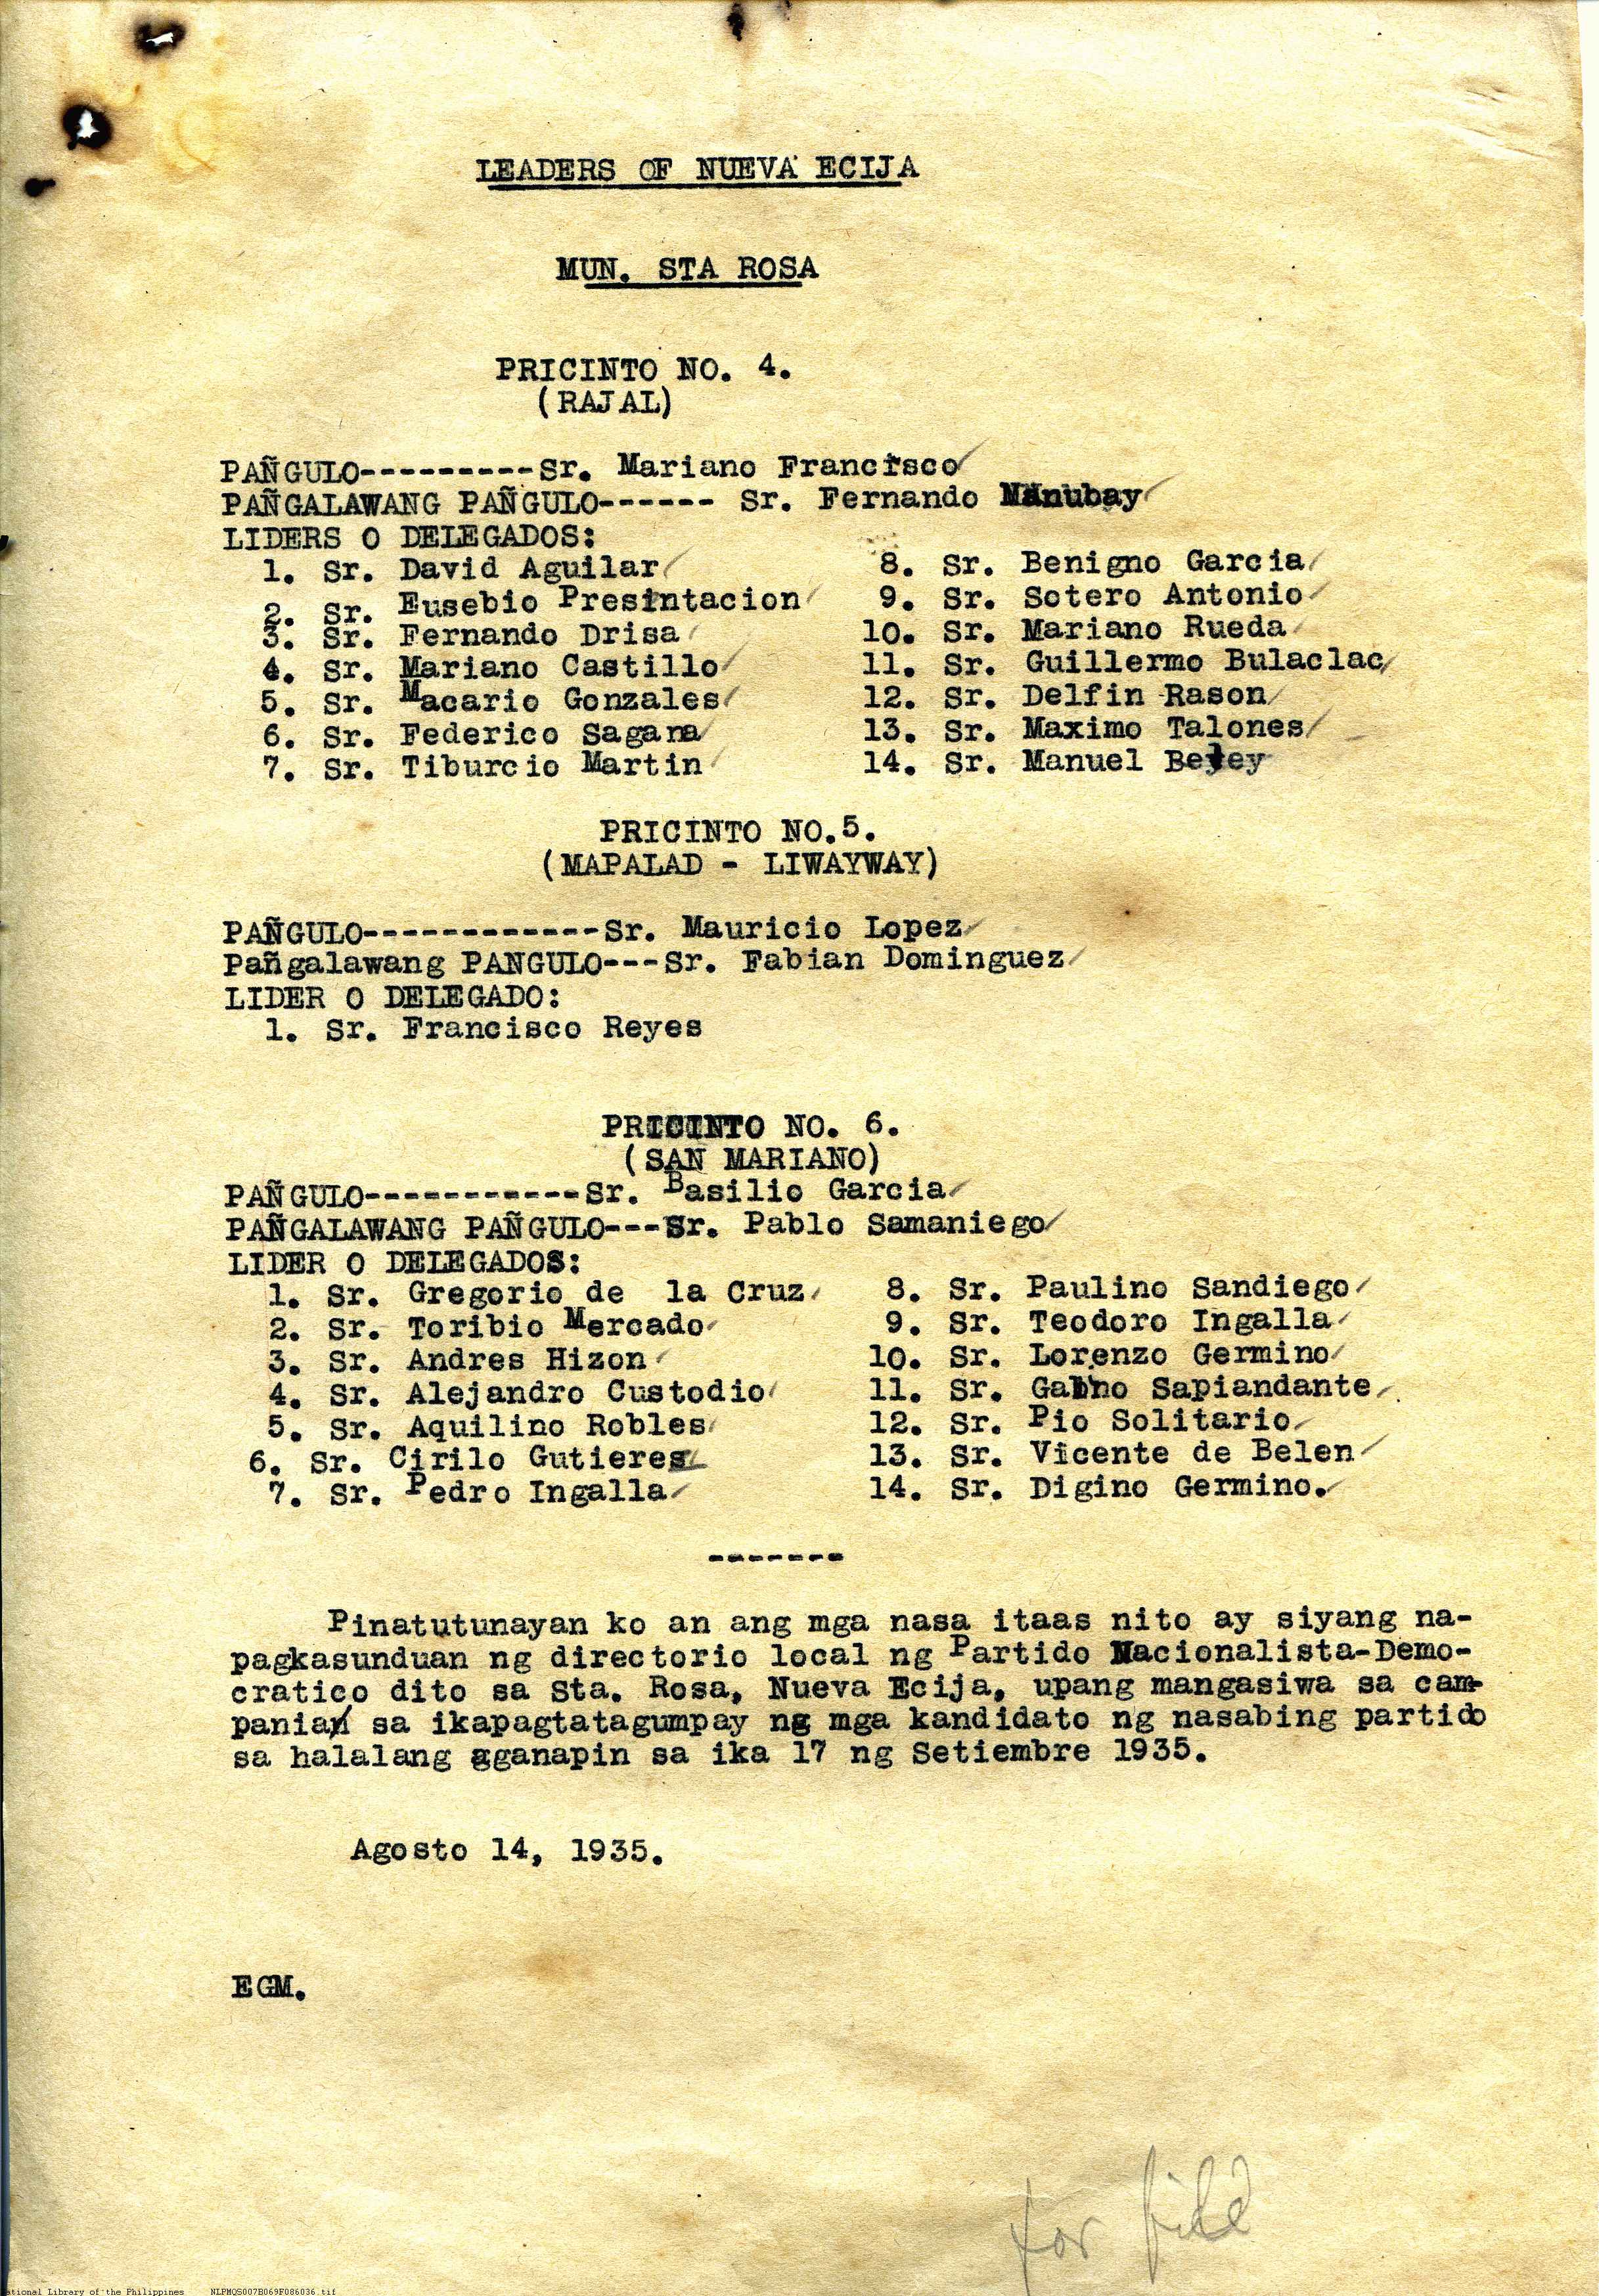 LEADERS OF NUEVA ECIJA
MUN. STA ROSA
PRICINTO NO. 4.
(RAJAL)
PAÑGULO---------Sr. Mariano Francisco
PAÑGALAWANG PAÑGULO------ Sr. Fernando Manubay
LIDERS O DELEGADOS:
1. Sr. David Aguilar
2. Sr. Eusebio Presintacion
3. Sr. Fernando Drisa
4. Sr. Mariano Castillo
5. Sr. Macario Gonzales
6. Sr. Federico Sagara
7. Sr. Tiburcio Martin
8. Sr. Benigno Garcia
9. Sr. Sotero Antonio
10. Sr. Mariano Rueda
11. Sr. Guillermo Bulaclac
12. Sr. Delfin Rason
13. Sr. Maximo Talones
14. Sr. Manuel
PRICINTO NO.5.
(MAPALAD - LIWAYWAY)
PAÑGULO------------Sr. Mauricio Lopez
Pañgalawang PANGULO---Sr. Fabian Dominguez
LIDER O DELEGADO:
1. Sr. Francisco Reyes
PRICINTO NO. 6.
(SAN MARIANO)
PAÑGULO-----------Sr. Basilio Garcia
PAÑGALAWANG PAÑGULO---Sr. Pablo Samaniego
LIDER O DELEGADOS:
1. Sr. Gregorio de la Cruz
2. Sr. Toribio Mercado
3. Sr. Andres Hizon
4. Sr. Alejandro Custodio
5. Sr. Aquilino Robles
6. Sr. Cirilo Gutieres
7. Sr. Pedro Ingalla
8. Sr. Paulino Sandiego
9. Sr. Teodoro Ingalla
10. Sr. Lorenzo Germino
11. Sr. Sapiandante
12. Sr. Pio Solitario
13. Sr. Vicente de Belen
14. Sr. Digino Germino.
-------
Pinatutunayan ko an ang mga nasa itaas nito ay siyang na-
pagkasunduan ng directorio local ng Partido Nacionalista-Demo-
cratico dito sa Sta. Rosa, Nueva Ecija, upang mangasiwa sa cam-
panian sa ikapagtatagumpay ng mga kandidato ng nasabing partido
sa halalang gganapin sa ika 17 ng Setiembre 1935.
Agosto 14, 1935.
EGM.
for file
ational Library of the Philippines NLPMQS007B069F086036.tif